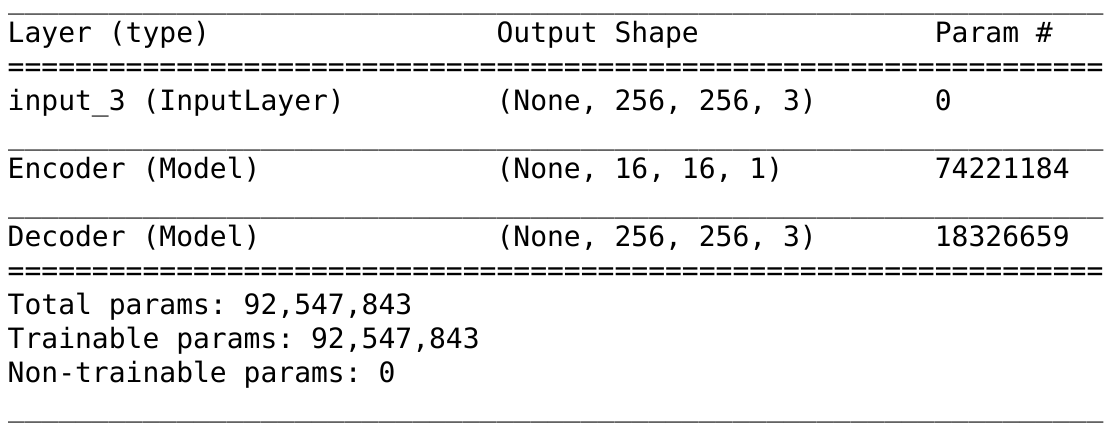 Layer (type) Output Shape Param #
input_3 (InputLayer) (None, 256, 256, 3) 0
Encoder (Model) (None, 16, 16, 1) 74221184
Decoder (Model) (None, 256, 256, 3) 18326659
Total params: 92,547,843
Trainable params: 92,547,843
Non-trainable params: 0